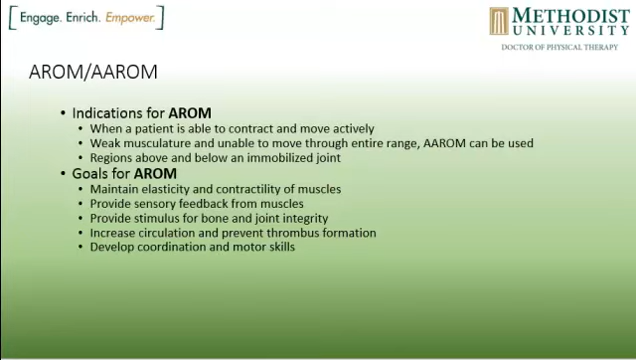 Engage. Enrich. Empower.
METHODIST
UNIVERSITY
DOCTOR OF PHYSICAL THERAPY
AROM/AAROM
• Indications for AROM
• When a patient is able to contract and move actively
• Weak musculature and unable to move through entire range, AAROM can be used
• Regions above and below an immobilized joint
• Goals for AROM
• Maintain elasticity and contractility of muscles
• Provide sensory feedback from muscles
• Provide stimulus for bone and joint integrity
• Increase circulation and prevent thrombus formation
• Develop coordination and motor skills